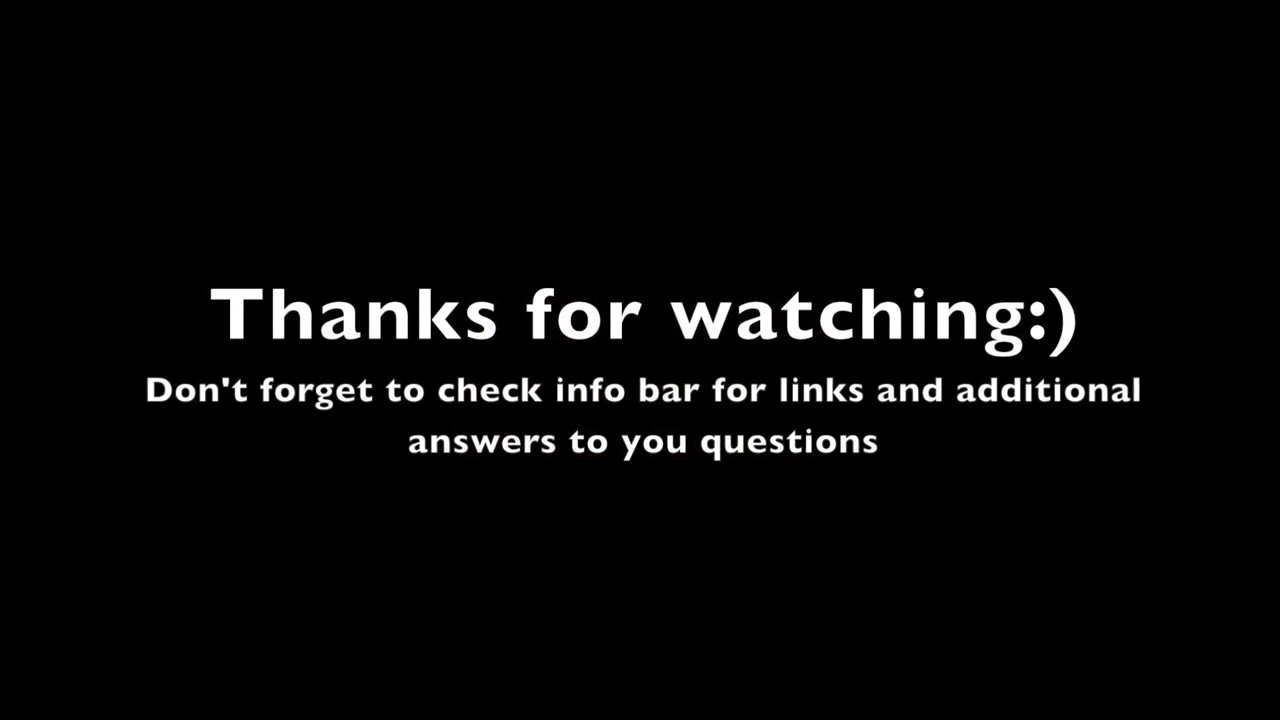 Thanks for watching:)
Don't forget to check info bar for links and additional
answers to you questions